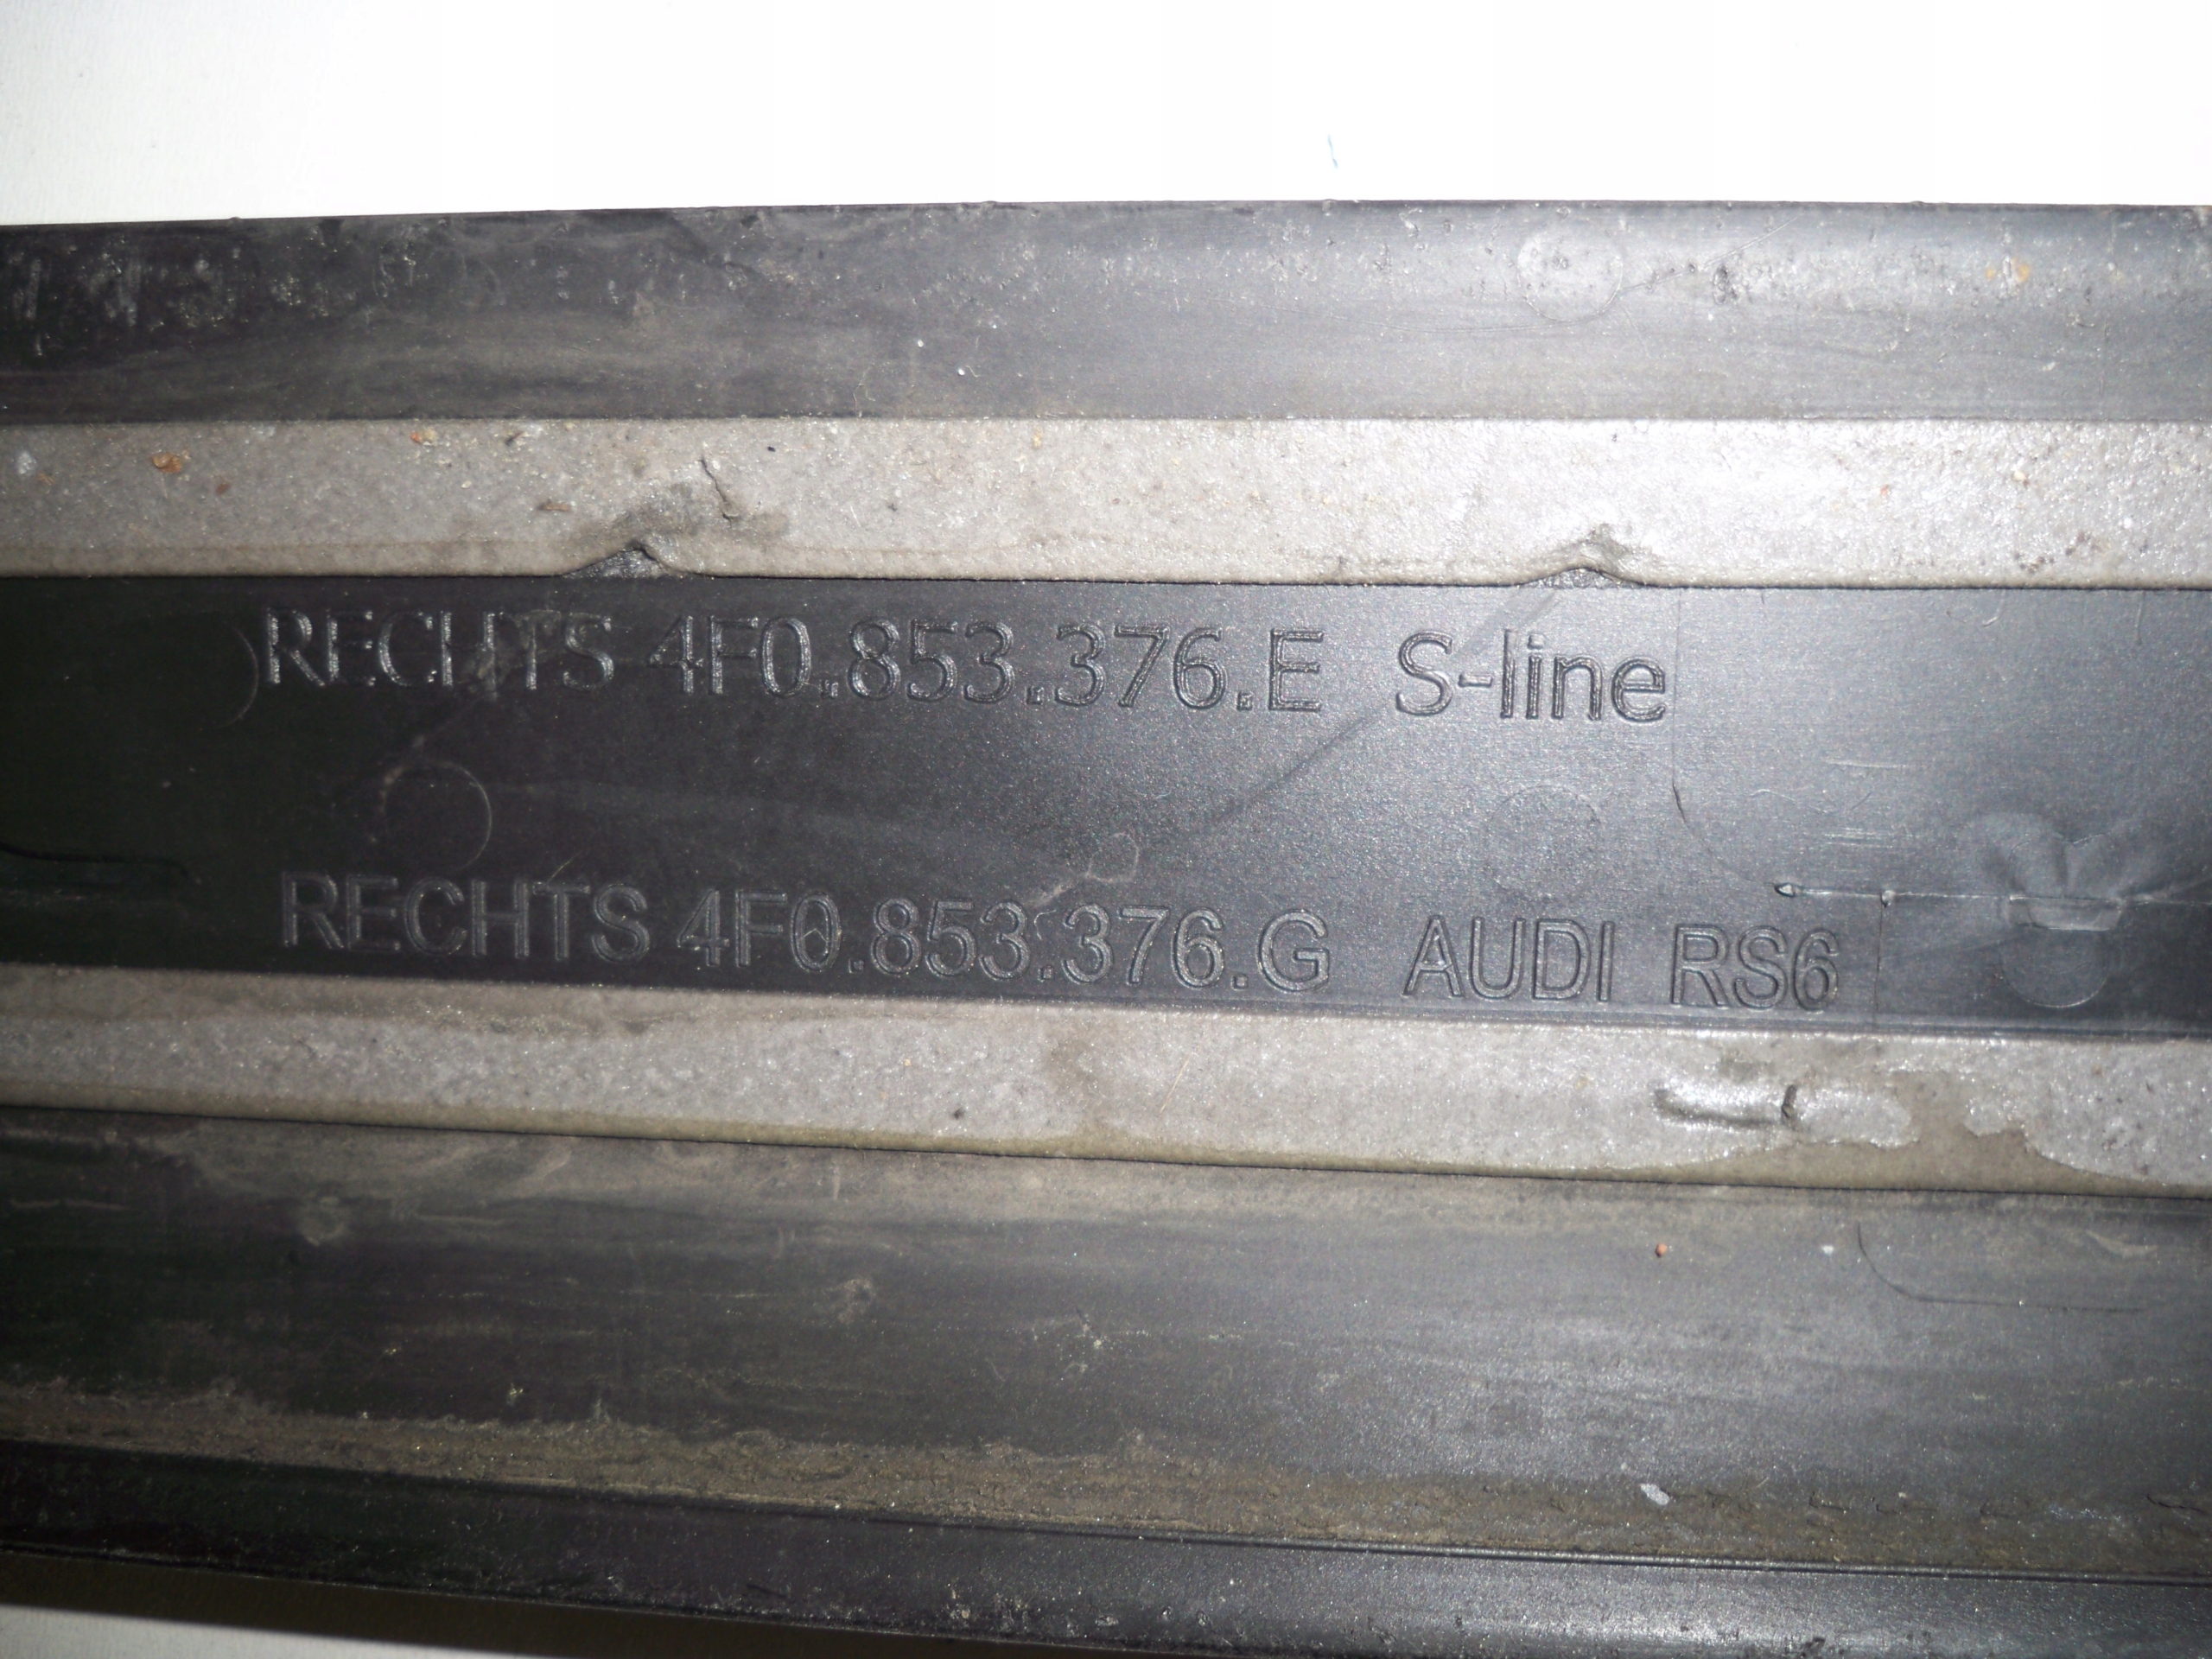 RECHTS 4F0.853.376.E S-line
RECHTS 4F0.853.376.G AUDI RS6